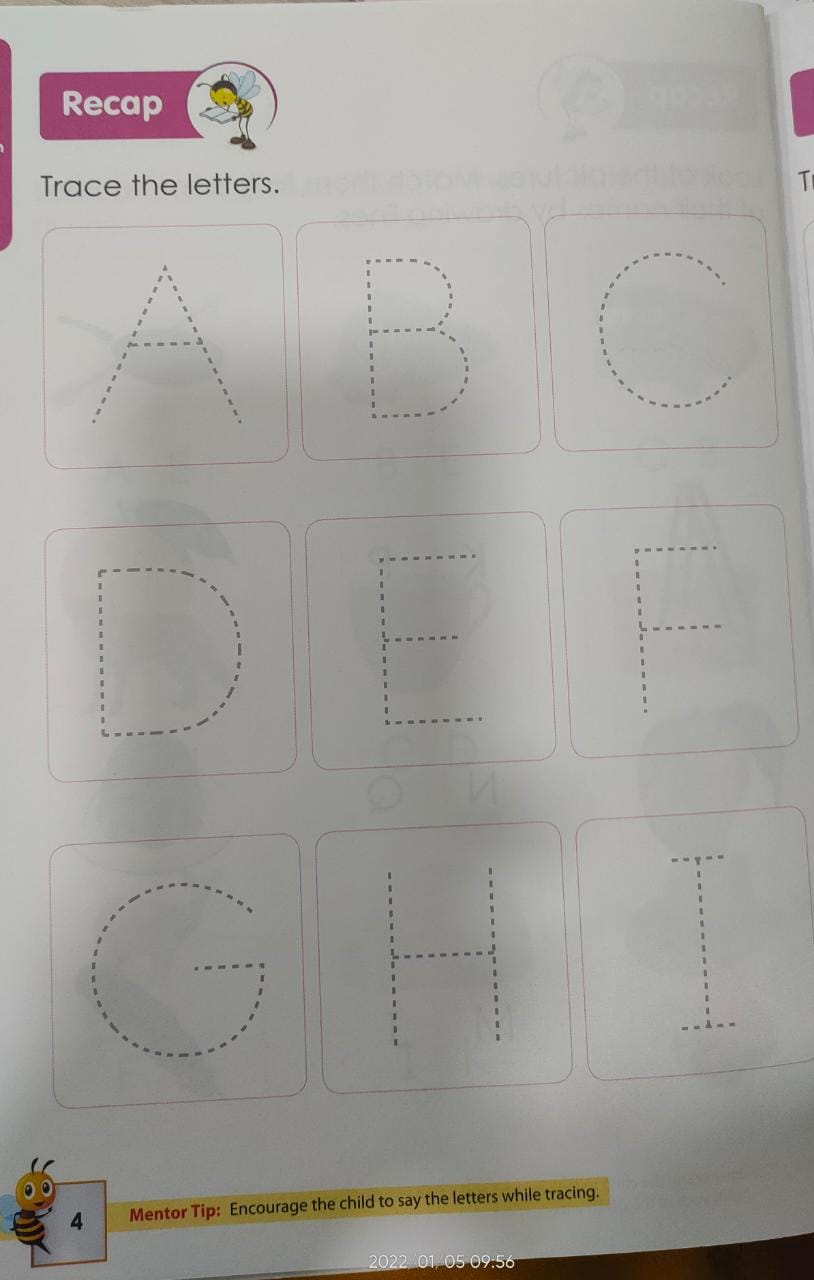 Recap
Trace the letters.
A B C
D E F
G H I
4
Mentor Tip: Encourage the child to say the letters while tracing.
2022/01/05 09:56